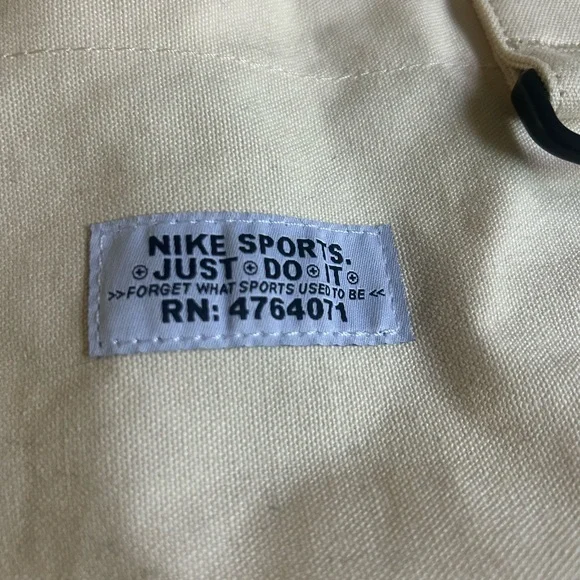 NIKE SPORTS.
JUST DO IT
>>FORGET WHAT SPORTS USED TO BE<<
RN: 4764071